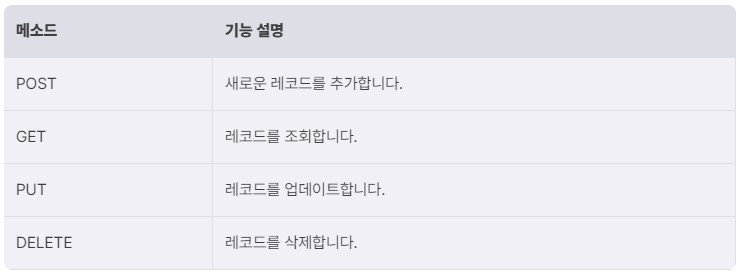 메소드 기능 설명
POST 새로운 레코드를 추가합니다.
GET 레코드를 조회합니다.
PUT 레코드를 업데이트합니다.
DELETE 레코드를 삭제합니다.